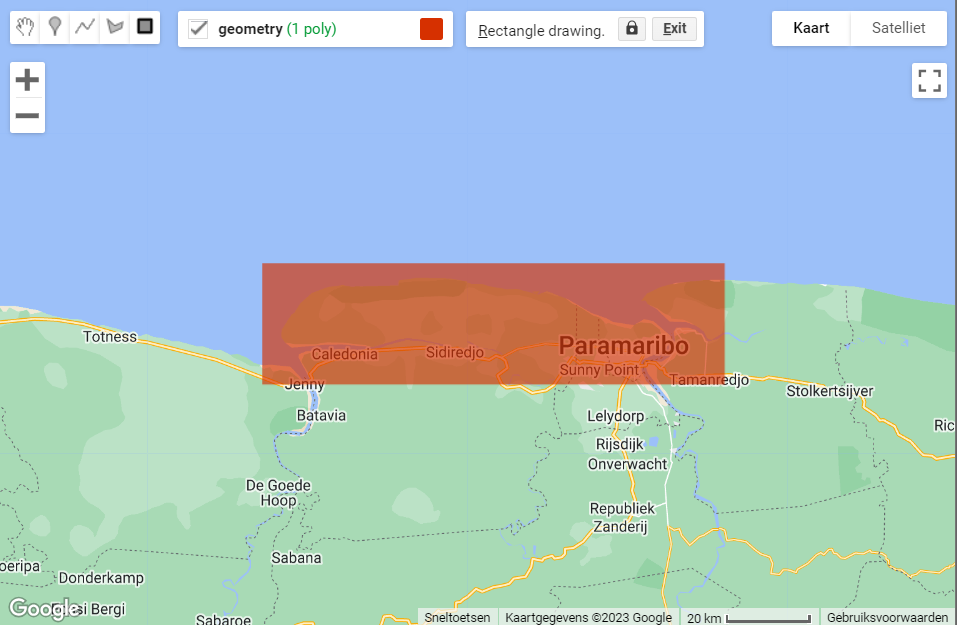 geometry (1 poly)
Rectangle drawing.
Exit
Kaart
Satelliet
Totness
Caledonia
Sidiredjo
Paramaribo
Sunny Point
Jenny
Tamanredjo
Stolkertsijver
Batavia
Lelydorp
Ric
Rijsdijk
Onverwacht
De Goede
Hoop
Republiek
Zanderij
Sabana
oeripa
Donderkamp
Google
si Bergi
Sabaroe
Sneltoetsen
Kaartgegevens ©2023 Google
20 km
Gebruiksvoorwaarden